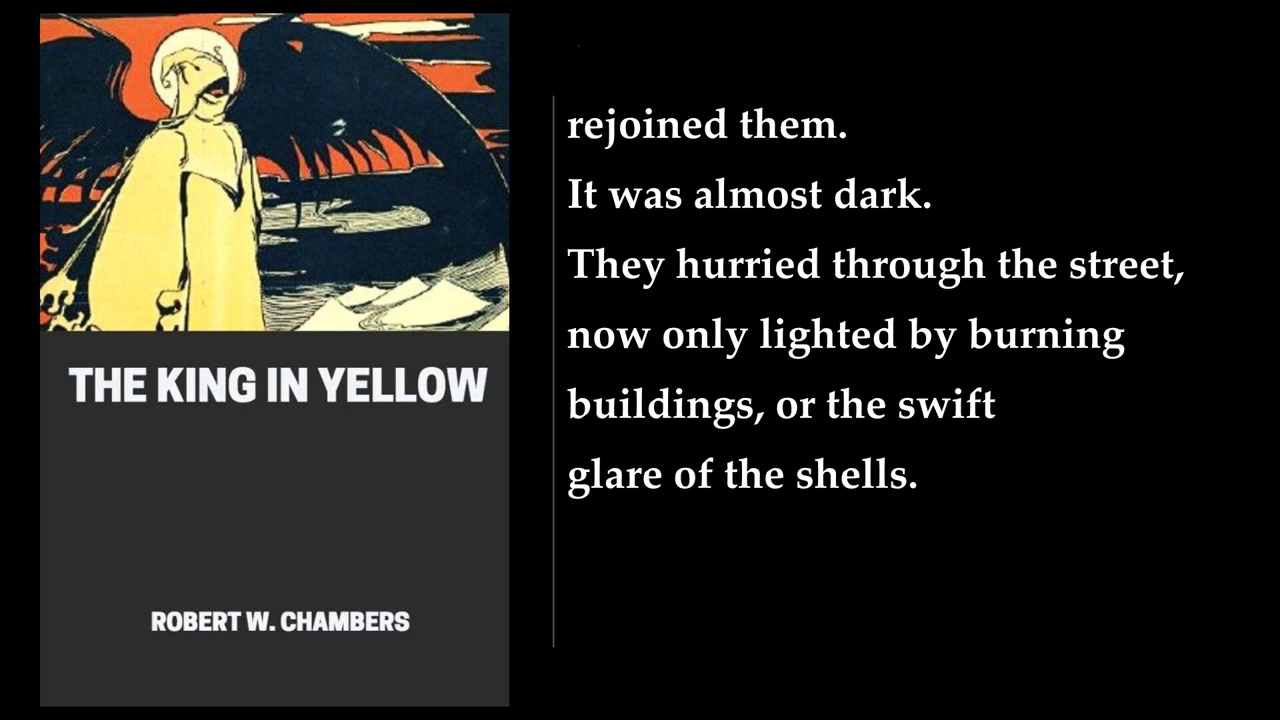 THE KING IN YELLOW
ROBERT W. CHAMBERS
rejoined them.
It was almost dark.
They hurried through the street,
now only lighted by burning
buildings, or the swift
glare of the shells.